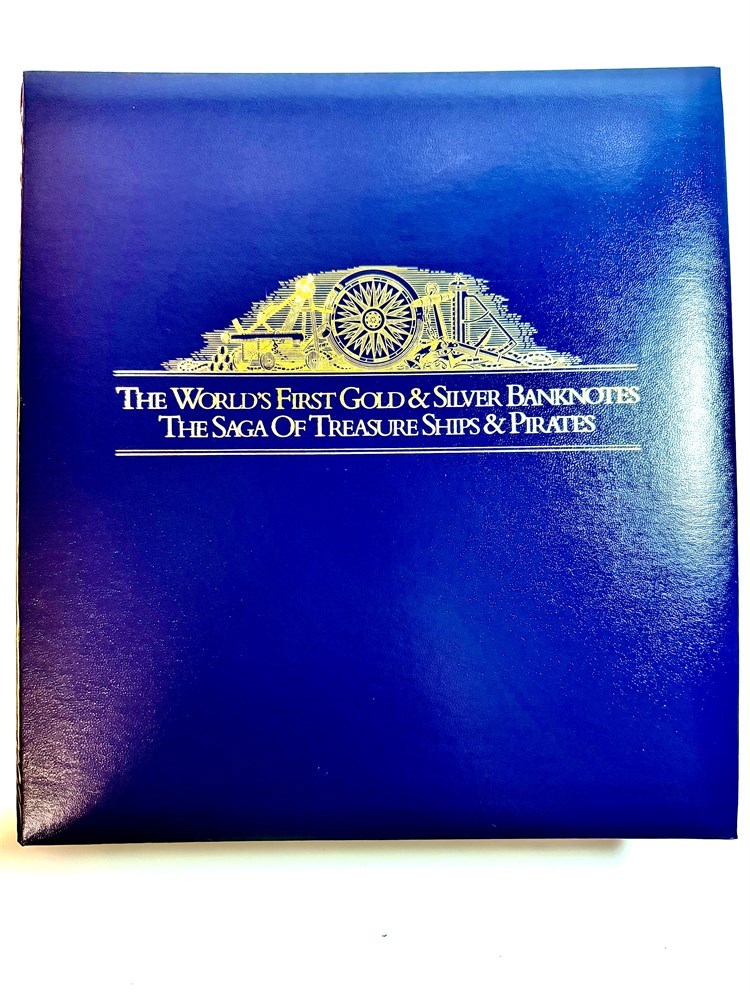 The World's First Gold & Silver Banknotes
The Saga Of Treasure Ships & Pirates